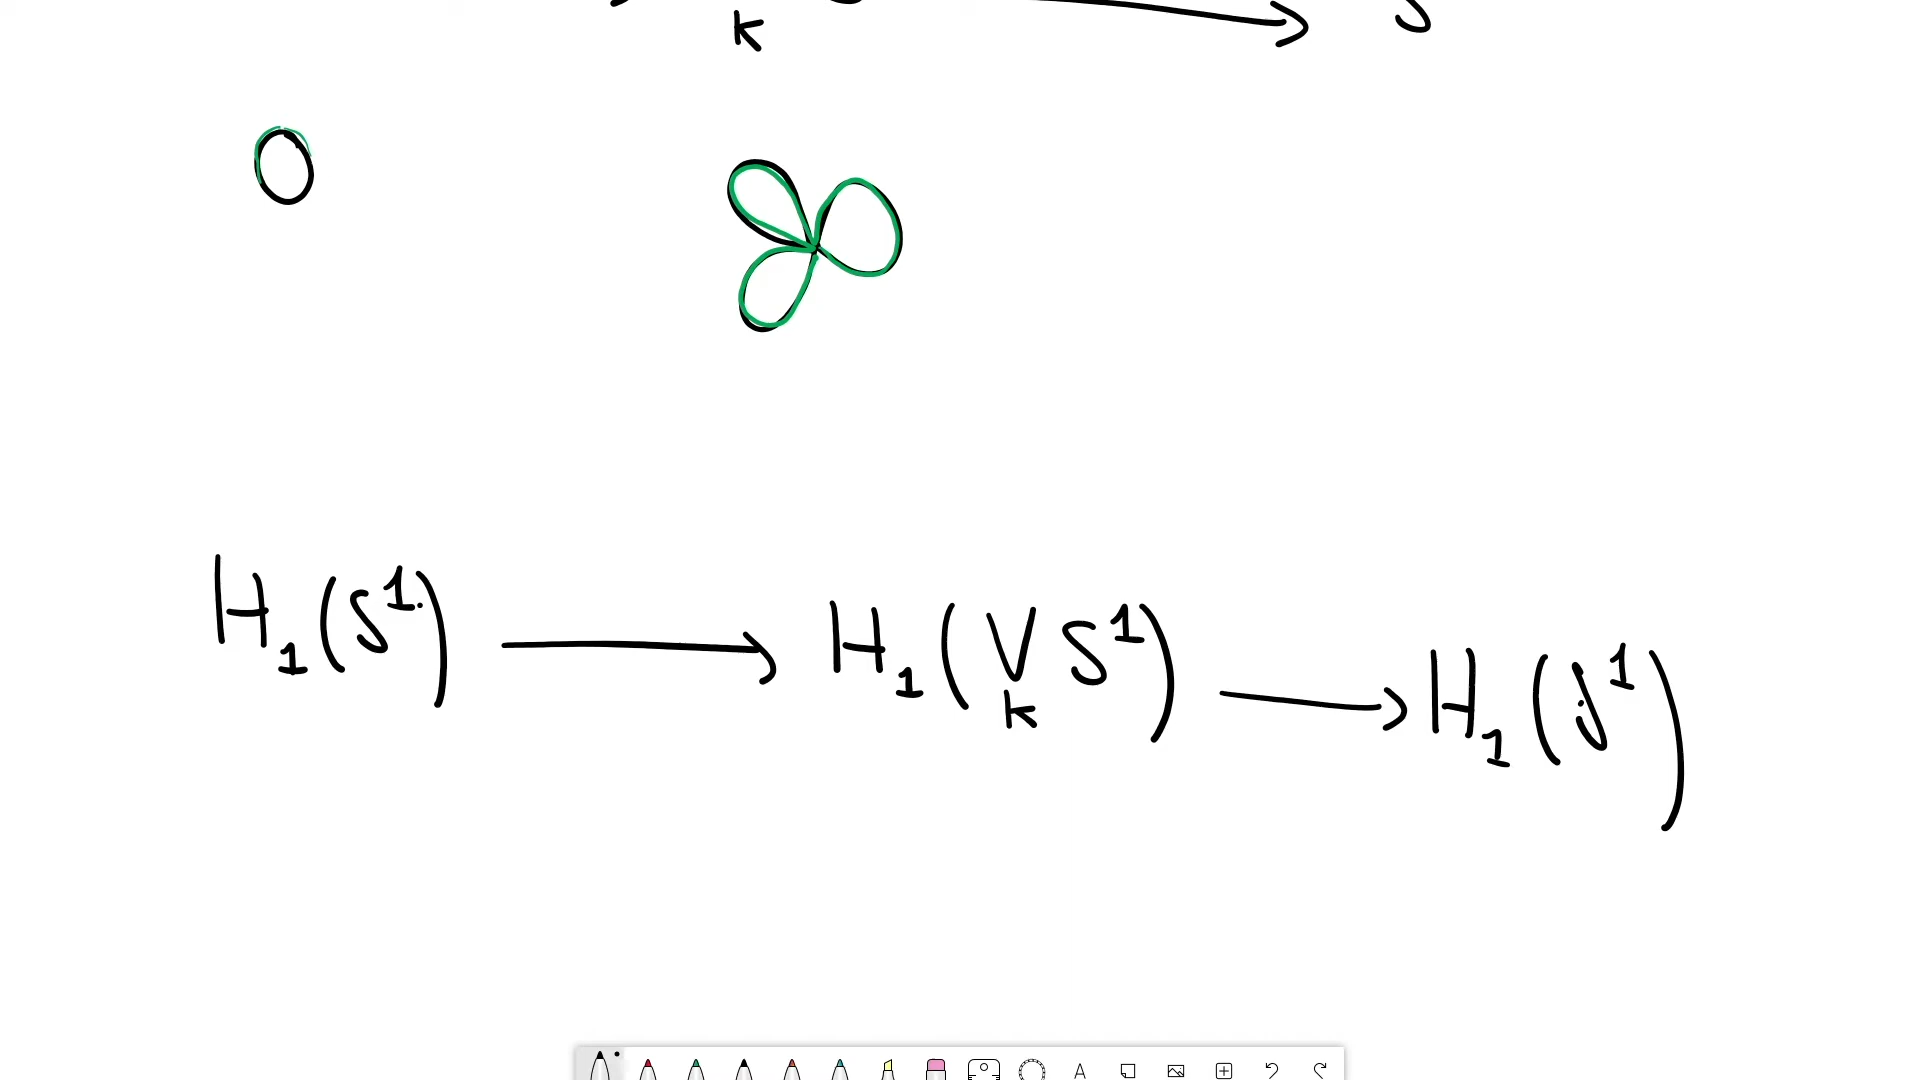 k
H₁(S¹) → H₁(∨ₖ S¹) → H₁(S¹)